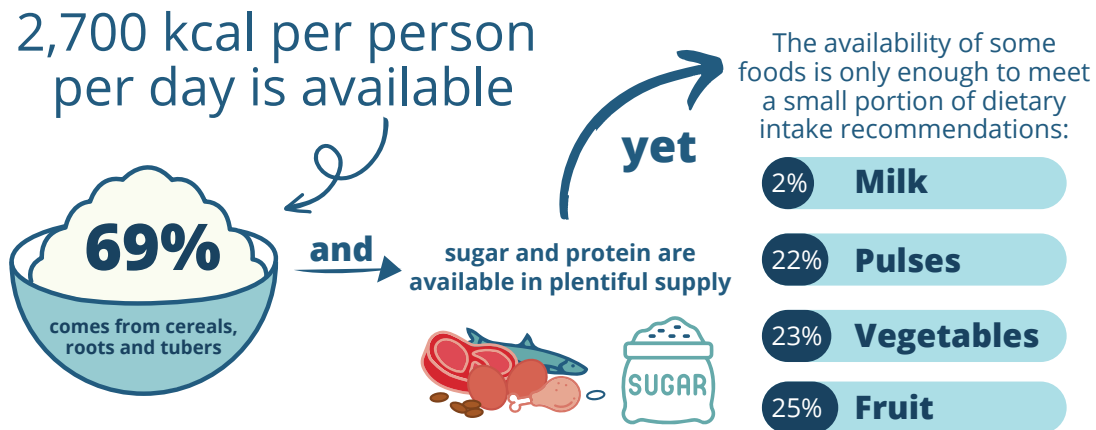 2,700 kcal per person
per day is available
69%
comes from cereals,
roots and tubers
and
sugar and protein are
available in plentiful supply
SUGAR
yet
The availability of some
foods is only enough to meet
a small portion of dietary
intake recommendations:
2% Milk
22% Pulses
23% Vegetables
25% Fruit